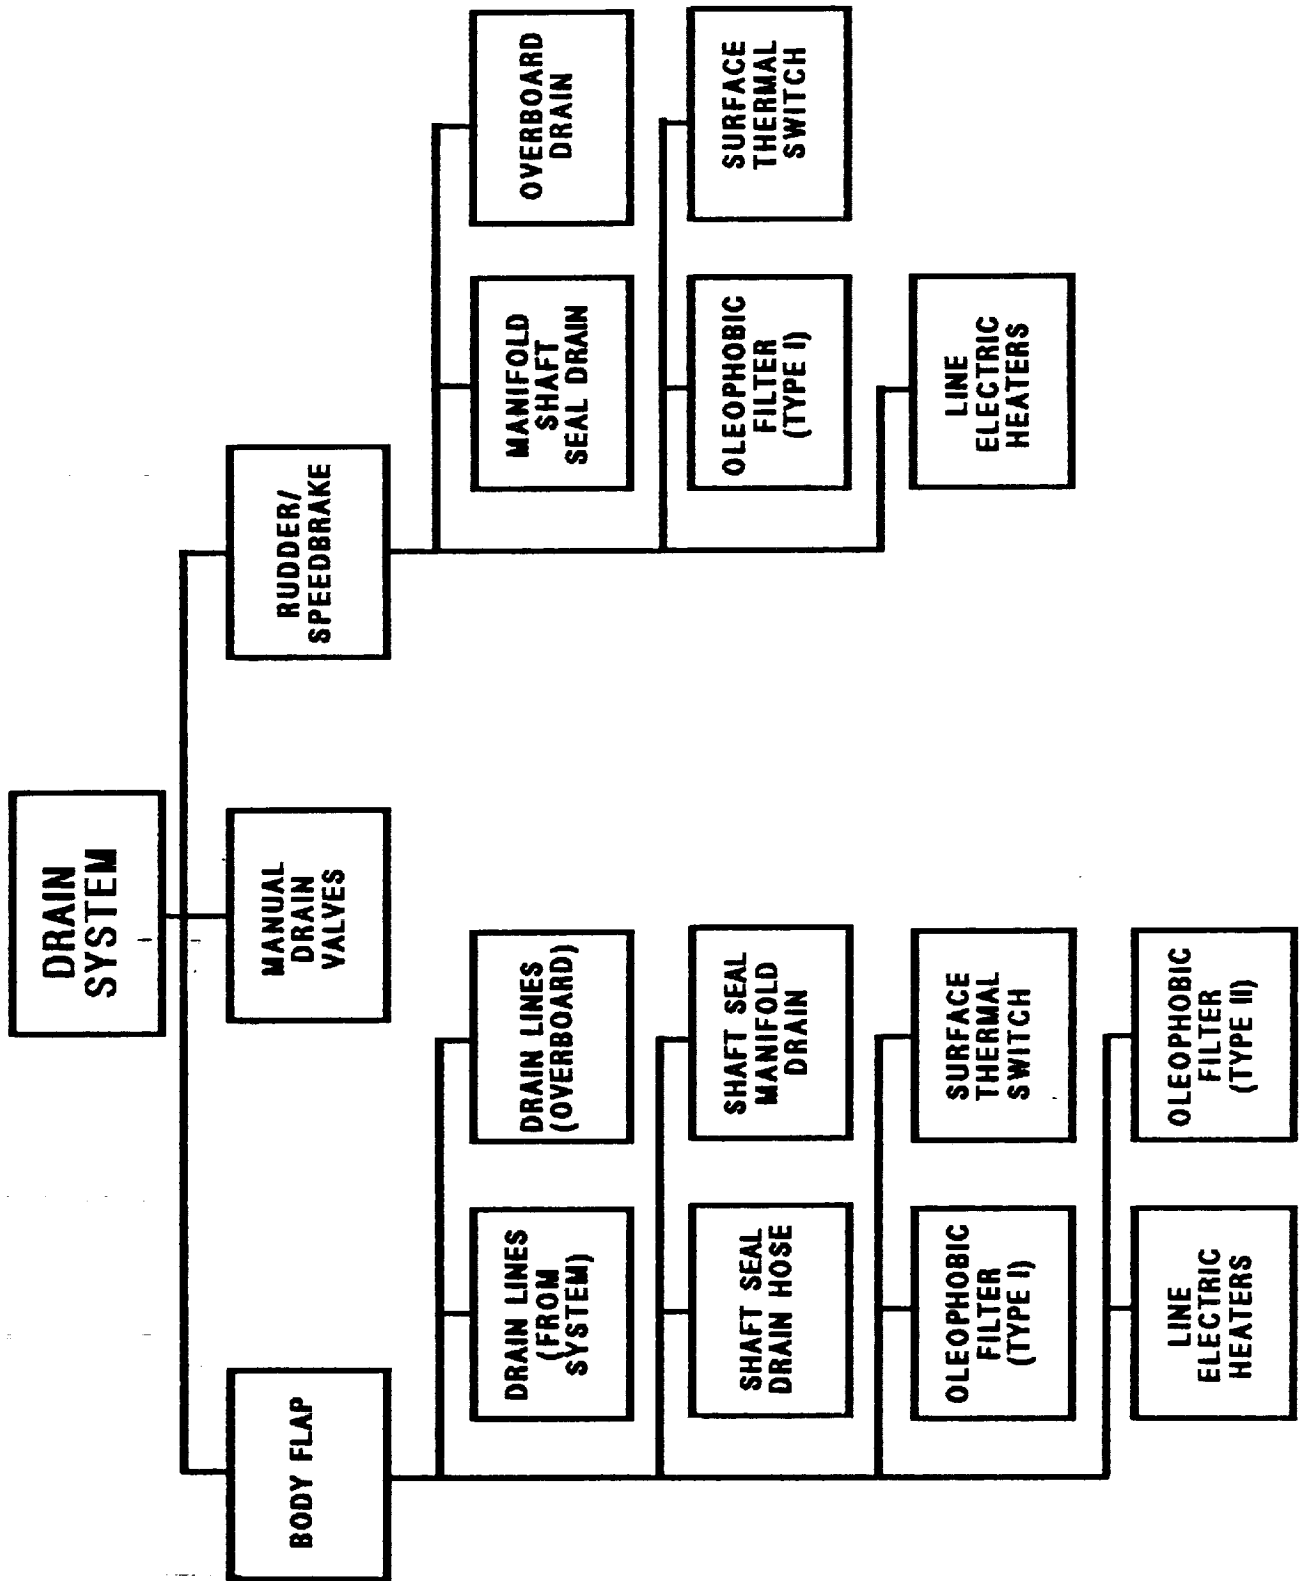 DRAIN
SYSTEM
BODY FLAP
MANUAL
DRAIN
VALVES
RUDDER/
SPEEDBRAKE
DRAIN LINES
(FROM
SYSTEM)
DRAIN LINES
(OVERBOARD)
SHAFT SEAL
DRAIN HOSE
SHAFT SEAL
MANIFOLD
DRAIN
OLEOPHOBIC
FILTER
(TYPE I)
SURFACE
THERMAL
SWITCH
LINE
ELECTRIC
HEATERS
OLEOPHOBIC
FILTER
(TYPE II)
MANIFOLD
SHAFT
SEAL DRAIN
OVERBOARD
DRAIN
OLEOPHOBIC
FILTER
(TYPE I)
SURFACE
THERMAL
SWITCH
LINE
ELECTRIC
HEATERS